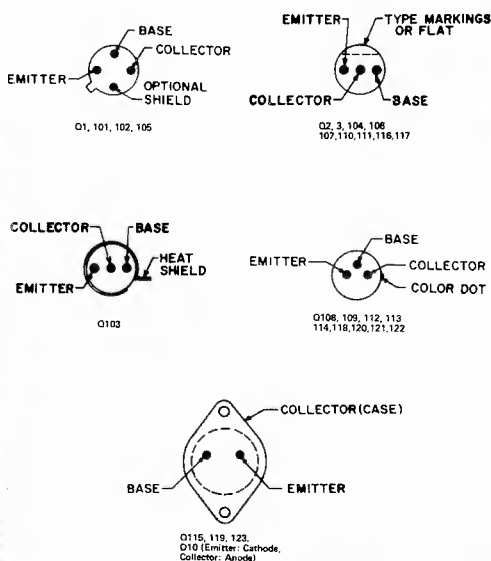 BASE
COLLECTOR
EMITTER
OPTIONAL
SHIELD
Q1, 101, 102, 105
EMITTER
TYPE MARKINGS
OR FLAT
COLLECTOR
BASE
Q2, 3, 104, 106
107,110,111,116,117
COLLECTOR
BASE
HEAT
SHIELD
EMITTER
Q103
BASE
EMITTER
COLLECTOR
COLOR DOT
Q108, 109, 112, 113
114,118,120,121,122
COLLECTOR(CASE)
BASE
EMITTER
Q115, 119, 123.
Q10 (Emitter: Cathode,
Collector: Anode)